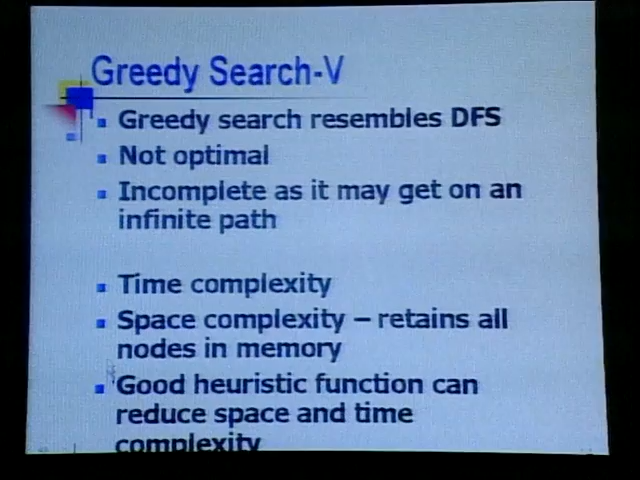 Greedy Search-V
Greedy search resembles DFS
Not optimal
Incomplete as it may get on an
infinite path
Time complexity
Space complexity – retains all
nodes in memory
Good heuristic function can
reduce space and time
complexity